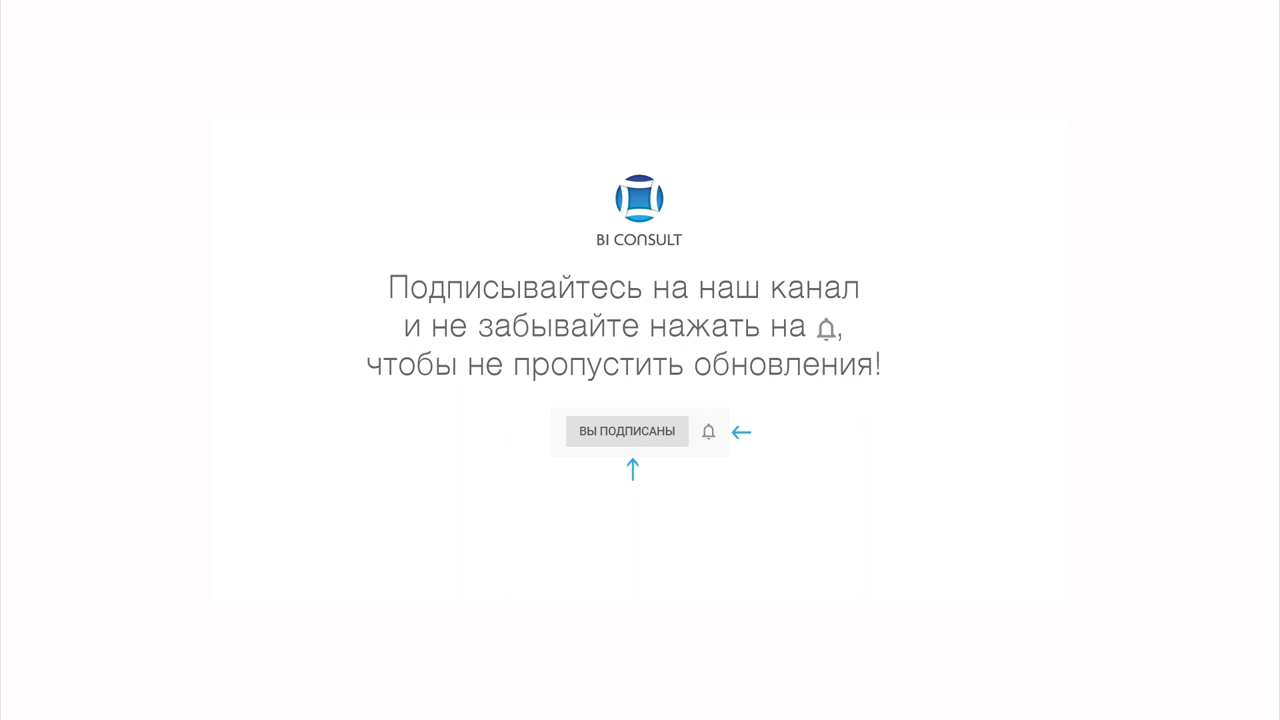 BI CONSULT
Подписывайтесь на наш канал
и не забывайте нажать на ,
чтобы не пропустить обновления!
ВЫ ПОДПИСАНЫ